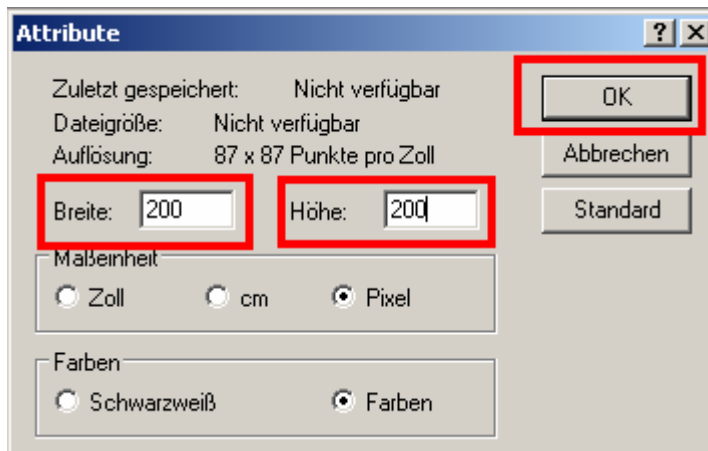 Attribute
Zuletzt gespeichert: Nicht verfügbar
Dateigröße: Nicht verfügbar
Auflösung: 87 x 87 Punkte pro Zoll
OK
Abbrechen
Standard
Breite: 200 Höhe: 200
Maßeinheit
Zoll cm Pixel
Farben
Schwarzweiß Farben